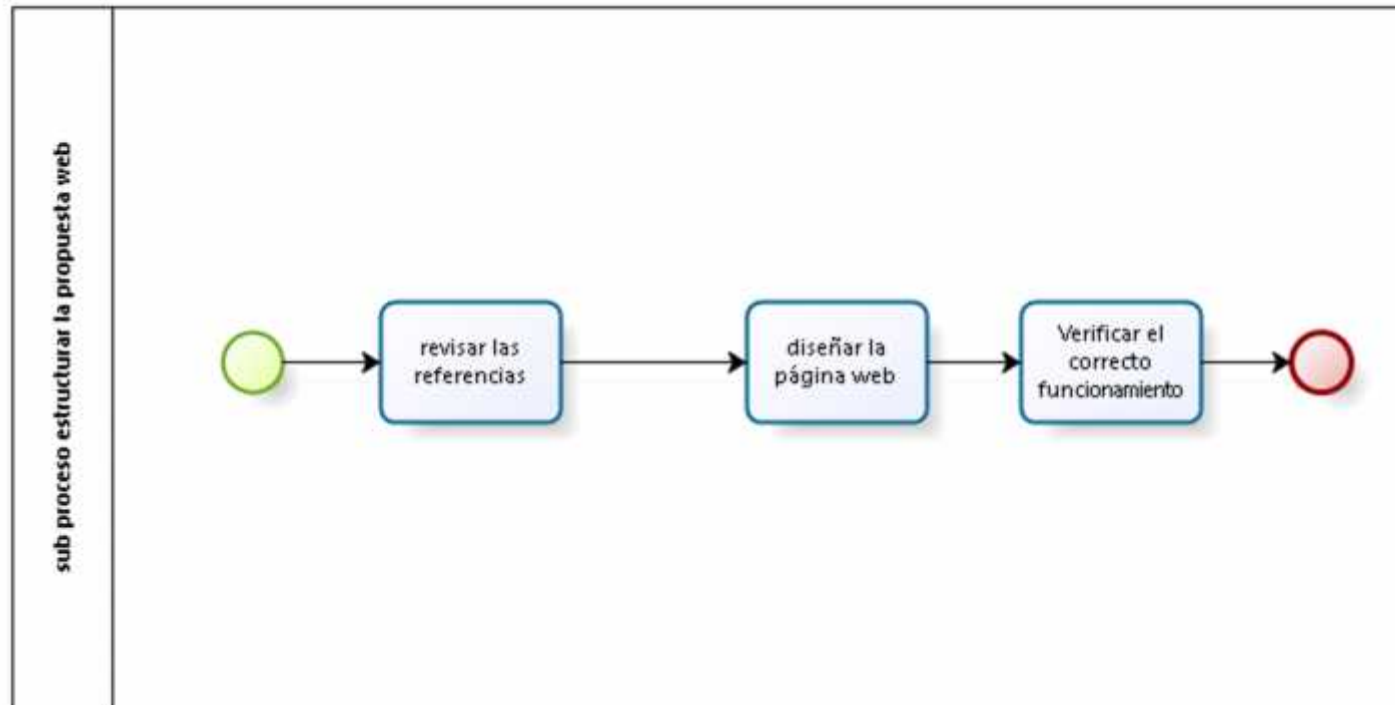 sub proceso estructurar la propuesta web
revisar las
referencias
diseñar la
página web
Verificar el
correcto
funcionamiento